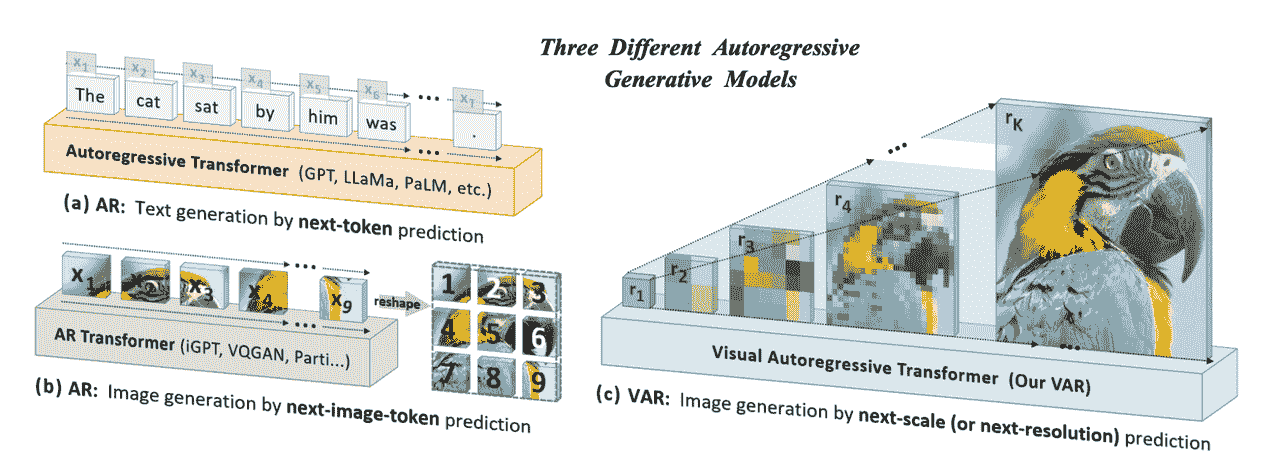 Three Different Autoregressive
Generative Models
x1 x2 x3 x4 x5 x6 ... xT
The cat sat by him was ... .
Autoregressive Transformer (GPT, LLaMa, PaLM, etc.)
(a) AR: Text generation by next-token prediction
x1 x3 x4 ... x9
reshape
1 2 3
4 5 6
7 8 9
AR Transformer (iGPT, VQGAN, Parti...)
(b) AR: Image generation by next-image-token prediction
r1 r2 r3 r4 ... rK
...
Visual Autoregressive Transformer (Our VAR)
(c) VAR: Image generation by next-scale (or next-resolution) prediction